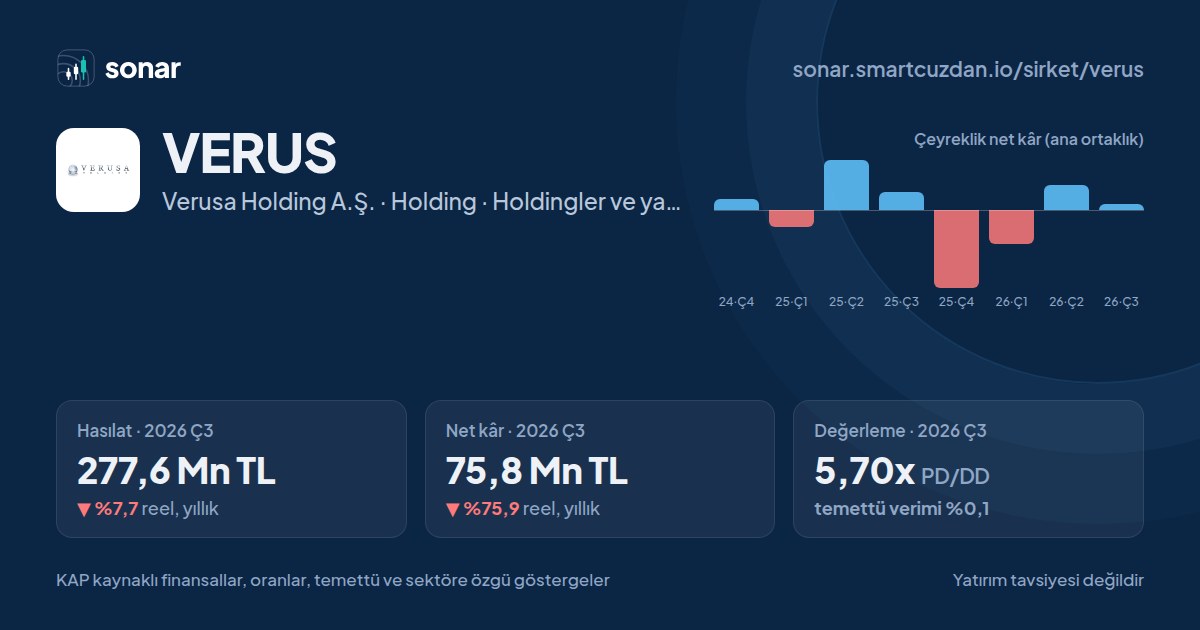 sonar
sonar.smartcuzdan.io/sirket/verus
VERUSA
VERUS
Verusa Holding A.Ş. · Holding · Holdingler ve ya...
Çeyreklik net kâr (ana ortaklık)
24·Ç4 25·Ç1 25·Ç2 25·Ç3 25·Ç4 26·Ç1 26·Ç2 26·Ç3
Hasılat · 2026 Ç3
277,6 Mn TL
▼ %7,7 reel, yıllık
Net kâr · 2026 Ç3
75,8 Mn TL
▼ %75,9 reel, yıllık
Değerleme · 2026 Ç3
5,70x PD/DD
temettü verimi %0,1
KAP kaynaklı finansallar, oranlar, temettü ve sektöre özgü göstergeler
Yatırım tavsiyesi değildir